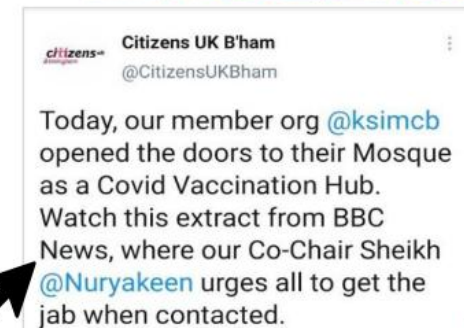 citizens UK
Birmingham
Citizens UK B'ham
@CitizensUKBham
Today, our member org @ksimcb
opened the doors to their Mosque
as a Covid Vaccination Hub.
Watch this extract from BBC
News, where our Co-Chair Sheikh
@Nuryakeen urges all to get the
jab when contacted.